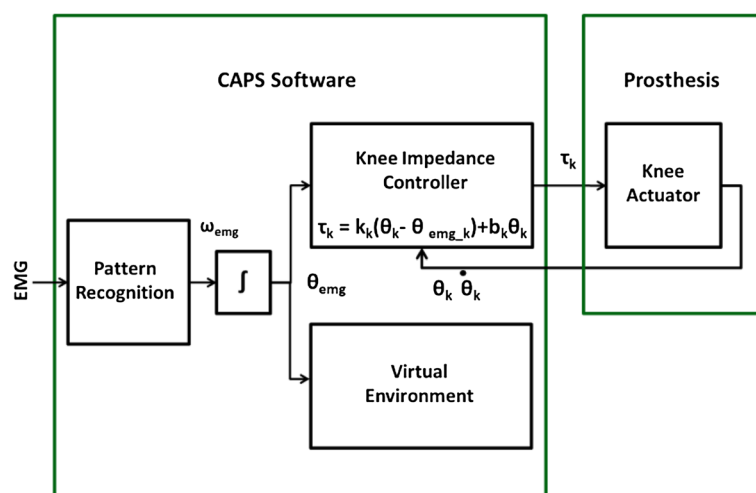 CAPS Software
Prosthesis
Knee Impedance
Controller
τk = kk(θk- θ emg_k)+bkθk
τk
Knee
Actuator
ωemg
EMG
Pattern
Recognition
∫
θemg
θk θ̇k
Virtual
Environment